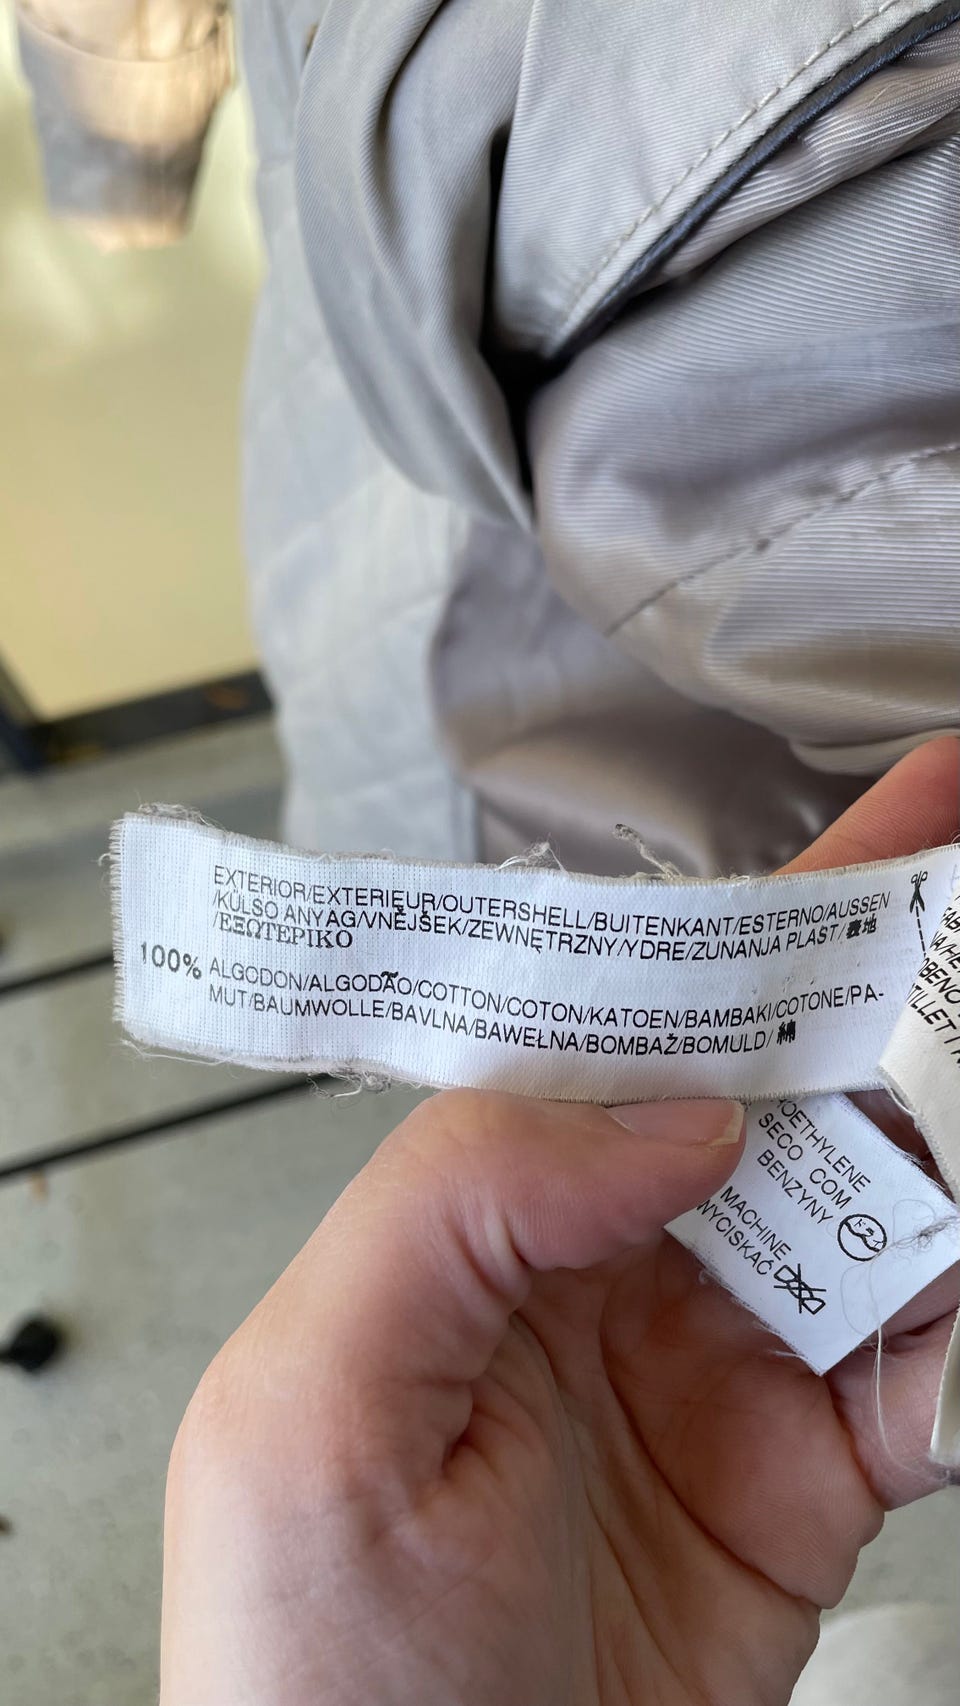 EXTERIOR/EXTERIEUR/OUTERSHELL/BUITENKANT/ESTERNO/AUSSEN
/KÜLSO ANYAG/VNĚJŠEK/ZEWNĘTRZNY/YDRE/ZUNANJA PLAST/表地
/ΕΞΩΤΕΡΙΚΟ
100% ALGODON/ALGODÃO/COTTON/COTON/KATOEN/BAMBAKI/COTONE/PA-
MUT/BAUMWOLLE/BAVLNA/BAWEŁNA/BOMBAŽ/BOMULD/綿
SECO COM
BENZYNY
MACHINE
WYCISKAĆ